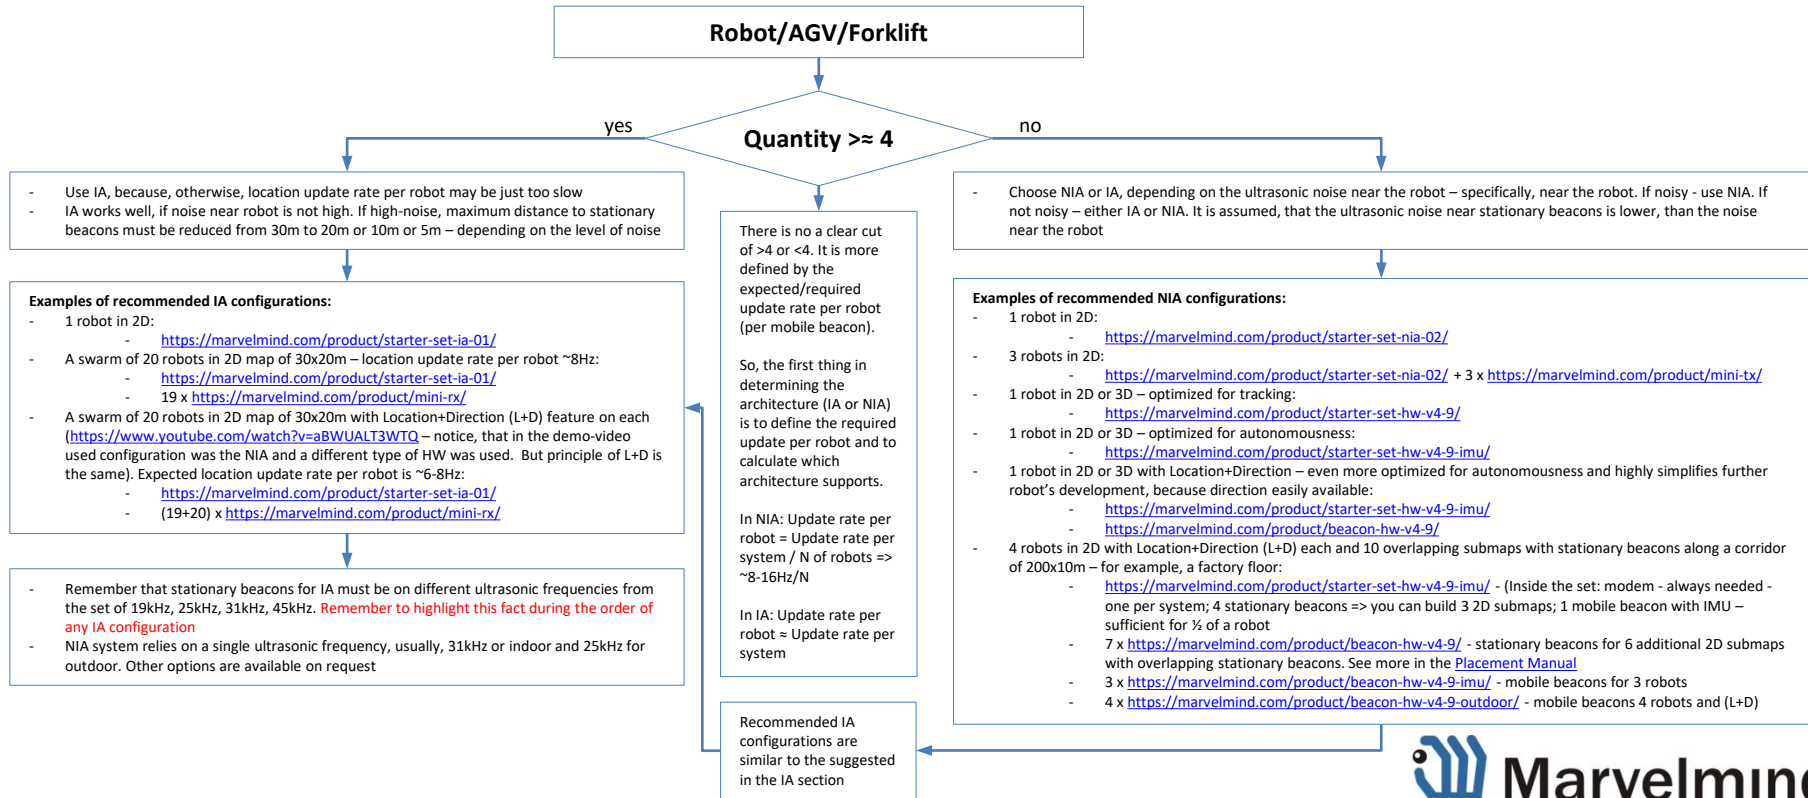 Robot/AGV/Forklift
Quantity >≈ 4
yes
no
- Use IA, because, otherwise, location update rate per robot may be just too slow
- IA works well, if noise near robot is not high. If high-noise, maximum distance to stationary
beacons must be reduced from 30m to 20m or 10m or 5m – depending on the level of noise
Examples of recommended IA configurations:
- 1 robot in 2D:
- https://marvelmind.com/product/starter-set-ia-01/
- A swarm of 20 robots in 2D map of 30x20m – location update rate per robot ~8Hz:
- https://marvelmind.com/product/starter-set-ia-01/
- 19 x https://marvelmind.com/product/mini-rx/
- A swarm of 20 robots in 2D map of 30x20m with Location+Direction (L+D) feature on each
(https://www.youtube.com/watch?v=aBWUALT3WTQ – notice, that in the demo-video
used configuration was the NIA and a different type of HW was used. But principle of L+D is
the same). Expected location update rate per robot is ~6-8Hz:
- https://marvelmind.com/product/starter-set-ia-01/
- (19+20) x https://marvelmind.com/product/mini-rx/
- Remember that stationary beacons for IA must be on different ultrasonic frequencies from
the set of 19kHz, 25kHz, 31kHz, 45kHz. Remember to highlight this fact during the order of
any IA configuration
- NIA system relies on a single ultrasonic frequency, usually, 31kHz or indoor and 25kHz for
outdoor. Other options are available on request
There is no a clear cut
of >4 or <4. It is more
defined by the
expected/required
update rate per robot
(per mobile beacon).
So, the first thing in
determining the
architecture (IA or NIA)
is to define the required
update per robot and to
calculate which
architecture supports.
In NIA: Update rate per
robot = Update rate per
system / N of robots =>
~8-16Hz/N
In IA: Update rate per
robot ≈ Update rate per
system
Recommended IA
configurations are
similar to the suggested
in the IA section
- Choose NIA or IA, depending on the ultrasonic noise near the robot – specifically, near the robot. If noisy - use NIA. If
not noisy – either IA or NIA. It is assumed, that the ultrasonic noise near stationary beacons is lower, than the noise
near the robot
Examples of recommended NIA configurations:
- 1 robot in 2D:
- https://marvelmind.com/product/starter-set-nia-02/
- 3 robots in 2D:
- https://marvelmind.com/product/starter-set-nia-02/ + 3 x https://marvelmind.com/product/mini-tx/
- 1 robot in 2D or 3D – optimized for tracking:
- https://marvelmind.com/product/starter-set-hw-v4-9/
- 1 robot in 2D or 3D – optimized for autonomousness:
- https://marvelmind.com/product/starter-set-hw-v4-9-imu/
- 1 robot in 2D or 3D with Location+Direction – even more optimized for autonomousness and highly simplifies further
robot's development, because direction easily available:
- https://marvelmind.com/product/starter-set-hw-v4-9-imu/
- https://marvelmind.com/product/beacon-hw-v4-9/
- 4 robots in 2D with Location+Direction (L+D) each and 10 overlapping submaps with stationary beacons along a corridor
of 200x10m – for example, a factory floor:
- https://marvelmind.com/product/starter-set-hw-v4-9-imu/ - (Inside the set: modem - always needed -
one per system; 4 stationary beacons => you can build 3 2D submaps; 1 mobile beacon with IMU –
sufficient for ½ of a robot
- 7 x https://marvelmind.com/product/beacon-hw-v4-9/ - stationary beacons for 6 additional 2D submaps
with overlapping stationary beacons. See more in the Placement Manual
- 3 x https://marvelmind.com/product/beacon-hw-v4-9-imu/ - mobile beacons for 3 robots
- 4 x https://marvelmind.com/product/beacon-hw-v4-9-outdoor/ - mobile beacons 4 robots and (L+D)
Marvelmind